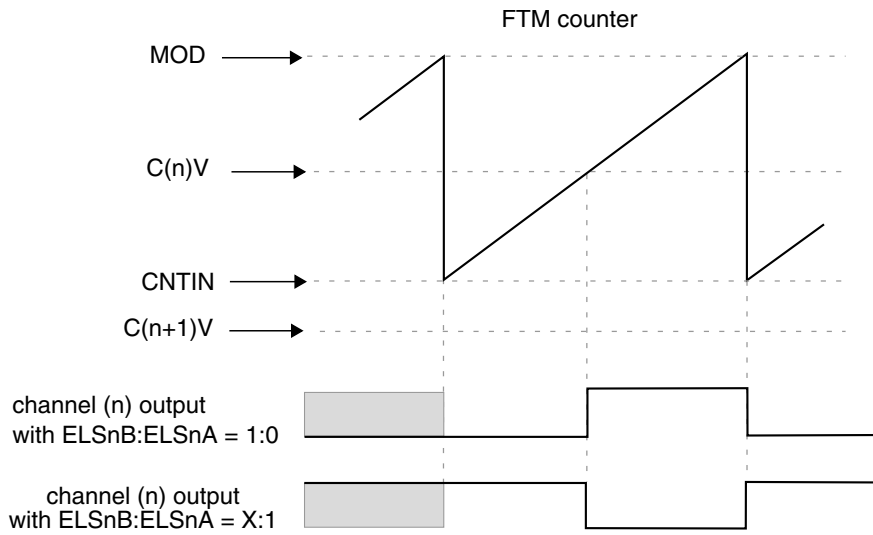 FTM counter
MOD
C(n)V
CNTIN
C(n+1)V
channel (n) output
with ELSnB:ELSnA = 1:0
channel (n) output
with ELSnB:ELSnA = X:1